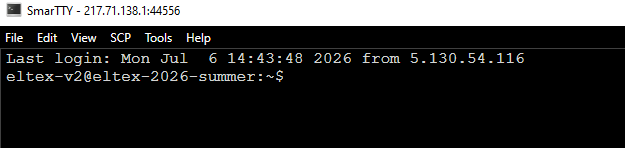 SmarTTY - 217.71.138.1:44556
File Edit View SCP Tools Help
Last login: Mon Jul  6 14:43:48 2026 from 5.130.54.116
eltex-v2@eltex-2026-summer:~$